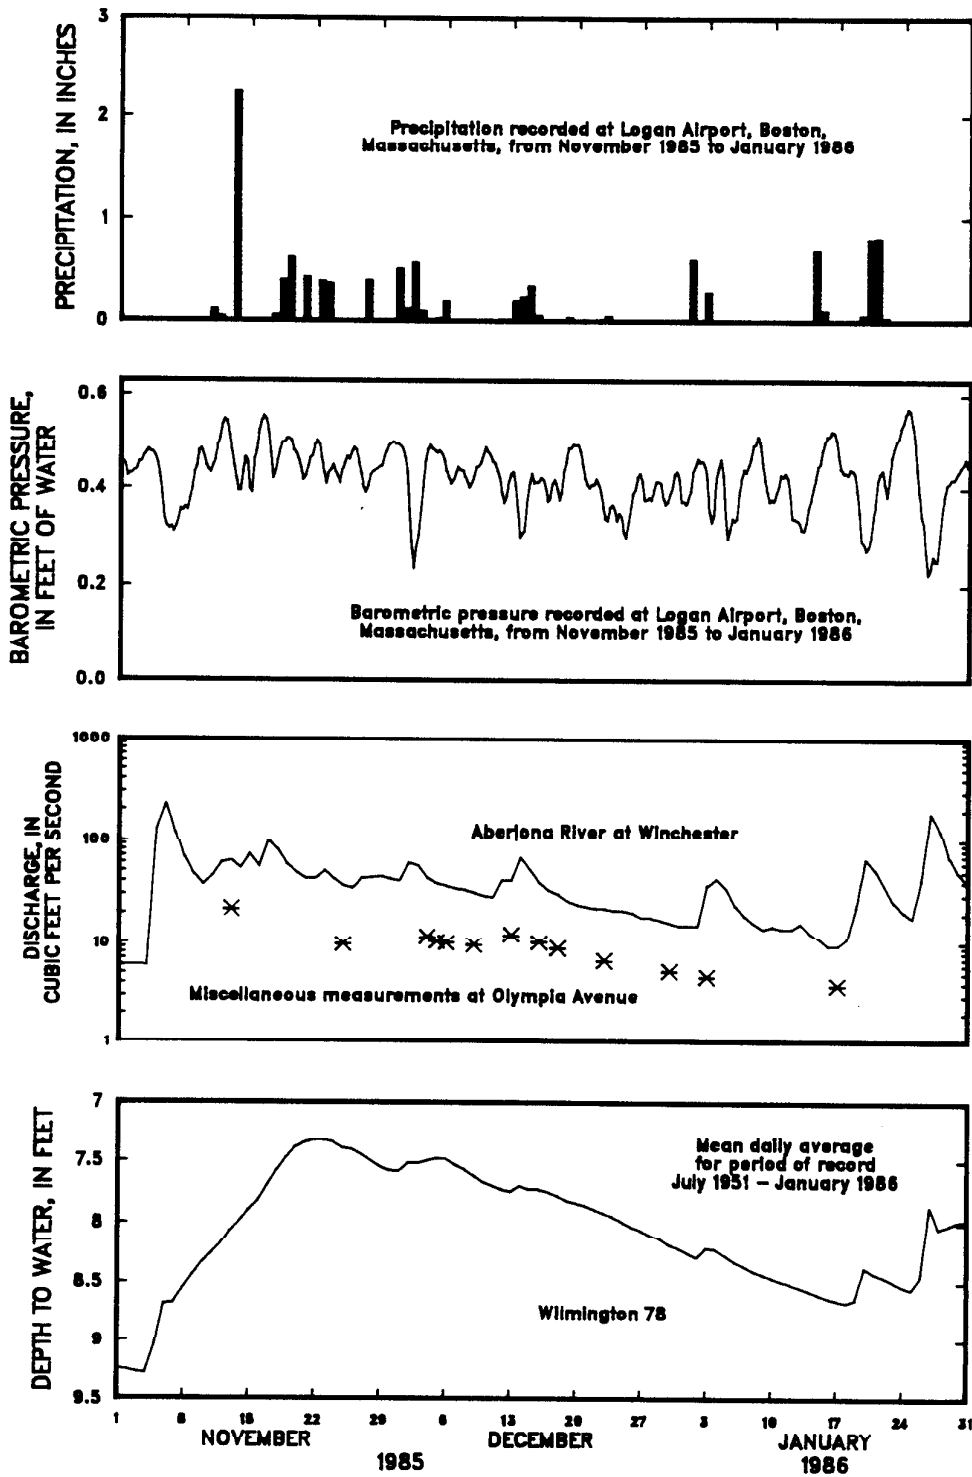 PRECIPITATION, IN INCHES
3
2
1
0
Precipitation recorded at Logan Airport, Boston,
Massachusetts, from November 1985 to January 1986
BAROMETRIC PRESSURE,
IN FEET OF WATER
0.6
0.4
0.2
0.0
Barometric pressure recorded at Logan Airport, Boston,
Massachusetts, from November 1985 to January 1986
DISCHARGE, IN
CUBIC FEET PER SECOND
1000
100
10
1
Aberjona River at Winchester
Miscellaneous measurements at Olympia Avenue
DEPTH TO WATER, IN FEET
7
7.5
8
8.5
9
9.5
Mean daily average
for period of record
July 1951 – January 1986
Wilmington 78
1 8 15 22 29 6 13 20 27 3 10 17 24 31
NOVEMBER DECEMBER JANUARY
1985 1986